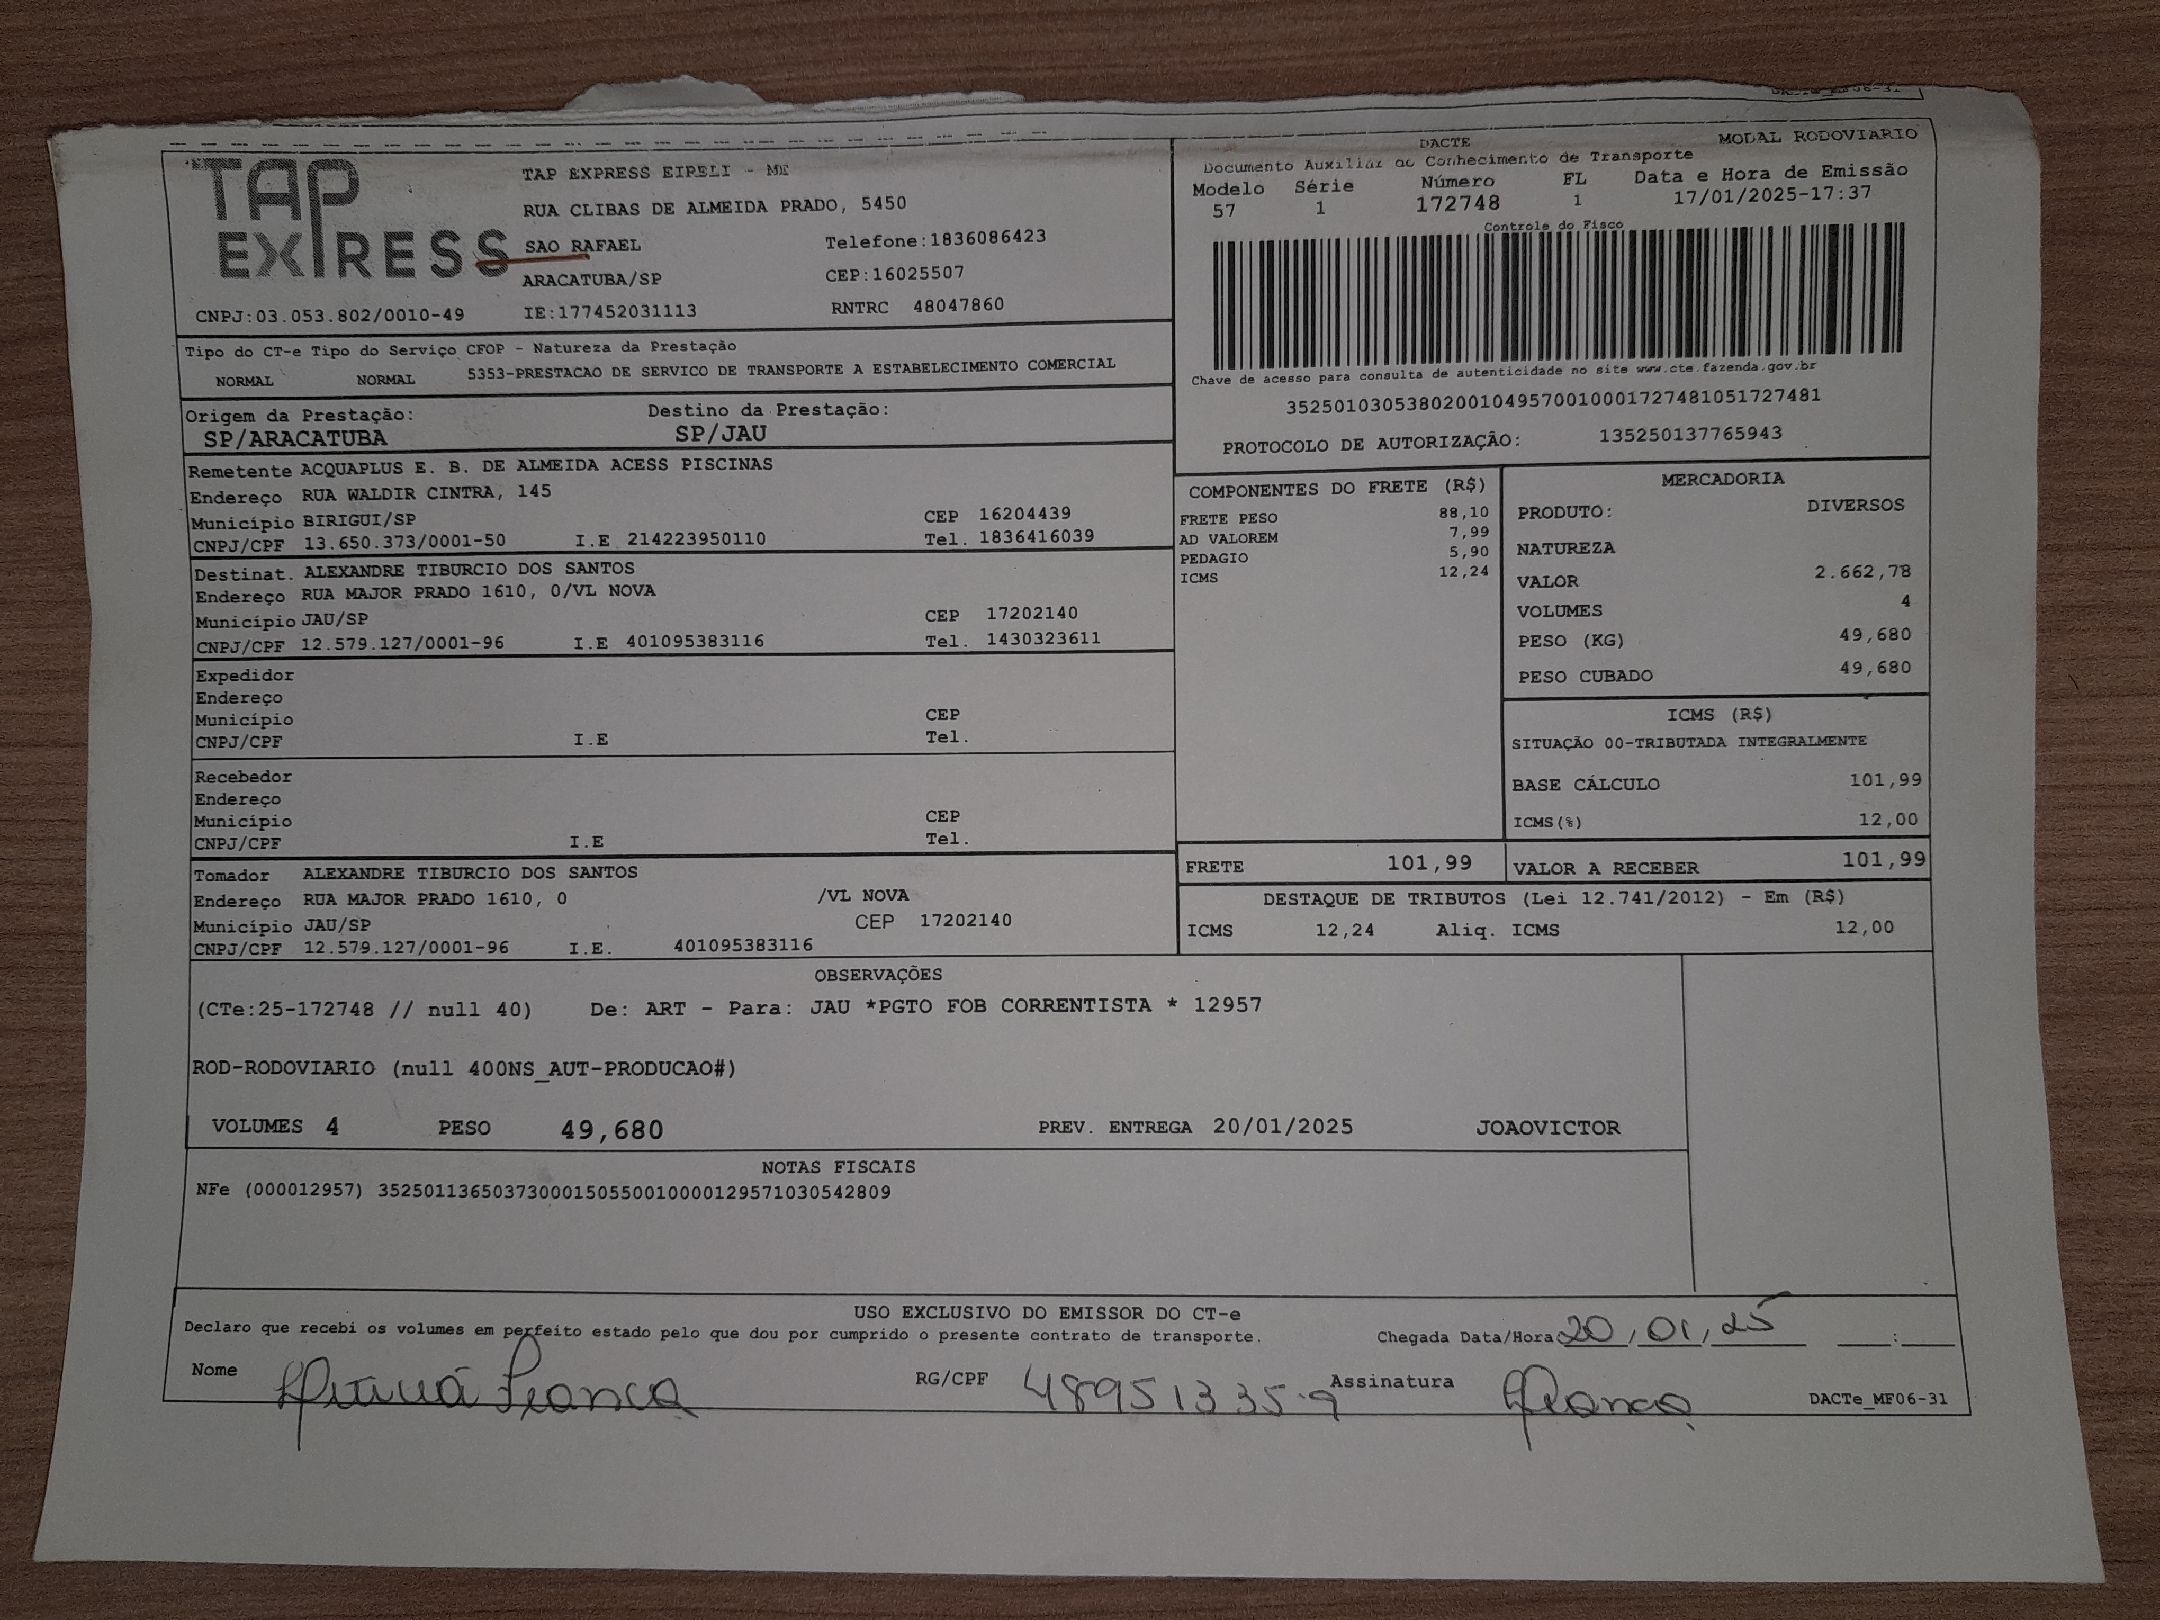 DACTe_MF06-31
TAP EXPRESS
TAP EXPRESS EIRELI - ME
RUA CLIBAS DE ALMEIDA PRADO, 5450
SAO RAFAEL Telefone:1836086423
ARACATUBA/SP CEP:16025507
CNPJ:03.053.802/0010-49 IE:177452031113 RNTRC 48047860
DACTE MODAL RODOVIARIO
Documento Auxiliar do Conhecimento de Transporte
Modelo Série Número FL Data e Hora de Emissão
57 1 172748 1 17/01/2025-17:37
Controle do Fisco
Chave de acesso para consulta de autenticidade no site www.cte.fazenda.gov.br
35250103053802001049570010001727481051727481
PROTOCOLO DE AUTORIZAÇÃO: 135250137765943
Tipo do CT-e Tipo do Serviço CFOP - Natureza da Prestação
NORMAL NORMAL 5353-PRESTACAO DE SERVICO DE TRANSPORTE A ESTABELECIMENTO COMERCIAL
Origem da Prestação: Destino da Prestação:
SP/ARACATUBA SP/JAU
Remetente ACQUAPLUS E. B. DE ALMEIDA ACESS PISCINAS
Endereço RUA WALDIR CINTRA, 145
Município BIRIGUI/SP CEP 16204439
CNPJ/CPF 13.650.373/0001-50 I.E 214223950110 Tel. 1836416039
Destinat. ALEXANDRE TIBURCIO DOS SANTOS
Endereço RUA MAJOR PRADO 1610, 0/VL NOVA
Município JAU/SP CEP 17202140
CNPJ/CPF 12.579.127/0001-96 I.E 401095383116 Tel. 1430323611
Expedidor
Endereço
Município CEP
CNPJ/CPF I.E Tel.
Recebedor
Endereço
Município CEP
CNPJ/CPF I.E Tel.
Tomador ALEXANDRE TIBURCIO DOS SANTOS
Endereço RUA MAJOR PRADO 1610, 0 /VL NOVA
Município JAU/SP CEP 17202140
CNPJ/CPF 12.579.127/0001-96 I.E. 401095383116
COMPONENTES DO FRETE (R$)
FRETE PESO 88,10
AD VALOREM 7,99
PEDAGIO 5,90
ICMS 12,24
MERCADORIA
PRODUTO: DIVERSOS
NATUREZA
VALOR 2.662,78
VOLUMES 4
PESO (KG) 49,680
PESO CUBADO 49,680
ICMS (R$)
SITUAÇÃO 00-TRIBUTADA INTEGRALMENTE
BASE CÁLCULO 101,99
ICMS(%) 12,00
FRETE 101,99 VALOR A RECEBER 101,99
DESTAQUE DE TRIBUTOS (Lei 12.741/2012) - Em (R$)
ICMS 12,24 Aliq. ICMS 12,00
OBSERVAÇÕES
(CTe:25-172748 // null 40) De: ART - Para: JAU *PGTO FOB CORRENTISTA * 12957
ROD-RODOVIARIO (null 400NS_AUT-PRODUCAO#)
VOLUMES 4 PESO 49,680 PREV. ENTREGA 20/01/2025 JOAOVICTOR
NOTAS FISCAIS
NFe (000012957) 35250113650373000150550010000129571030542809
USO EXCLUSIVO DO EMISSOR DO CT-e
Declaro que recebi os volumes em perfeito estado pelo que dou por cumprido o presente contrato de transporte. Chegada Data/Hora 20/01/25 :
Nome RG/CPF 48951335-9 Assinatura
DACTe_MF06-31